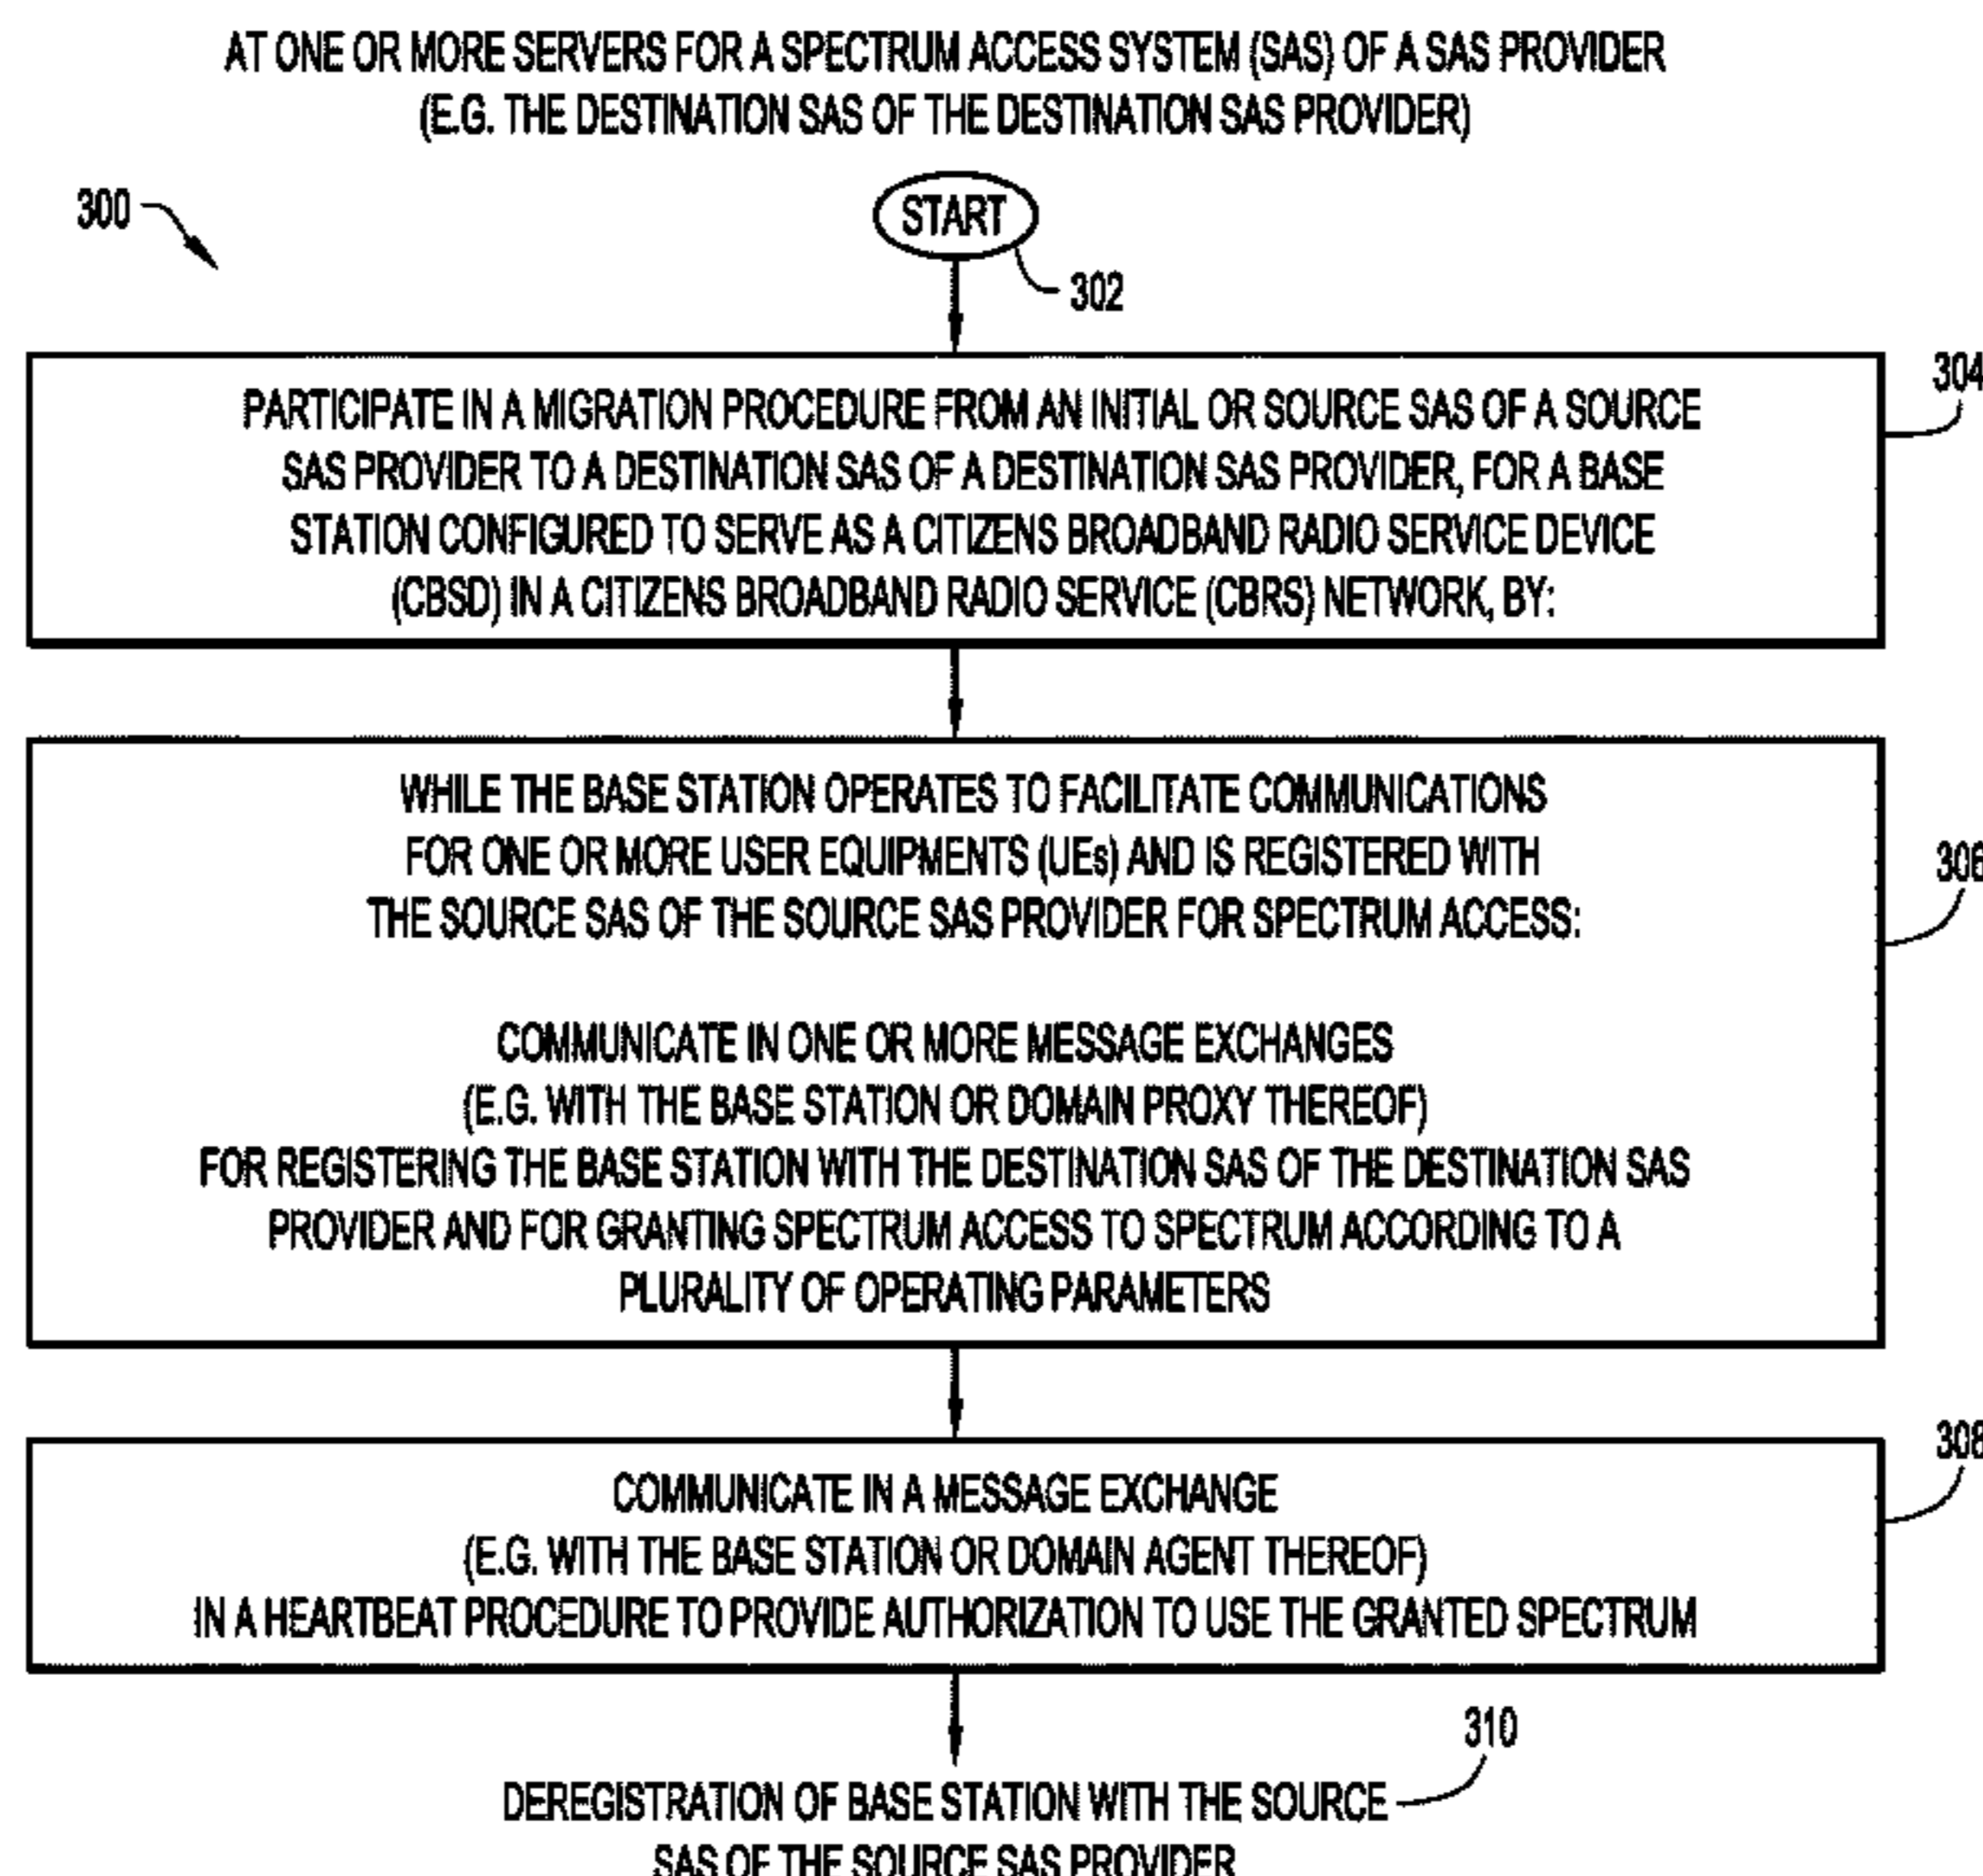 AT ONE OR MORE SERVERS FOR A SPECTRUM ACCESS SYSTEM (SAS) OF A SAS PROVIDER
(E.G. THE DESTINATION SAS OF THE DESTINATION SAS PROVIDER)
300
START
302
304
PARTICIPATE IN A MIGRATION PROCEDURE FROM AN INITIAL OR SOURCE SAS OF A SOURCE
SAS PROVIDER TO A DESTINATION SAS OF A DESTINATION SAS PROVIDER, FOR A BASE
STATION CONFIGURED TO SERVE AS A CITIZENS BROADBAND RADIO SERVICE DEVICE
(CBSD) IN A CITIZENS BROADBAND RADIO SERVICE (CBRS) NETWORK, BY:
WHILE THE BASE STATION OPERATES TO FACILITATE COMMUNICATIONS
FOR ONE OR MORE USER EQUIPMENTS (UEs) AND IS REGISTERED WITH
306
THE SOURCE SAS OF THE SOURCE SAS PROVIDER FOR SPECTRUM ACCESS:
COMMUNICATE IN ONE OR MORE MESSAGE EXCHANGES
(E.G. WITH THE BASE STATION OR DOMAIN PROXY THEREOF)
FOR REGISTERING THE BASE STATION WITH THE DESTINATION SAS OF THE DESTINATION SAS
PROVIDER AND FOR GRANTING SPECTRUM ACCESS TO SPECTRUM ACCORDING TO A
PLURALITY OF OPERATING PARAMETERS
308
COMMUNICATE IN A MESSAGE EXCHANGE
(E.G. WITH THE BASE STATION OR DOMAIN AGENT THEREOF)
IN A HEARTBEAT PROCEDURE TO PROVIDE AUTHORIZATION TO USE THE GRANTED SPECTRUM
310
DEREGISTRATION OF BASE STATION WITH THE SOURCE
SAS OF THE SOURCE SAS PROVIDER